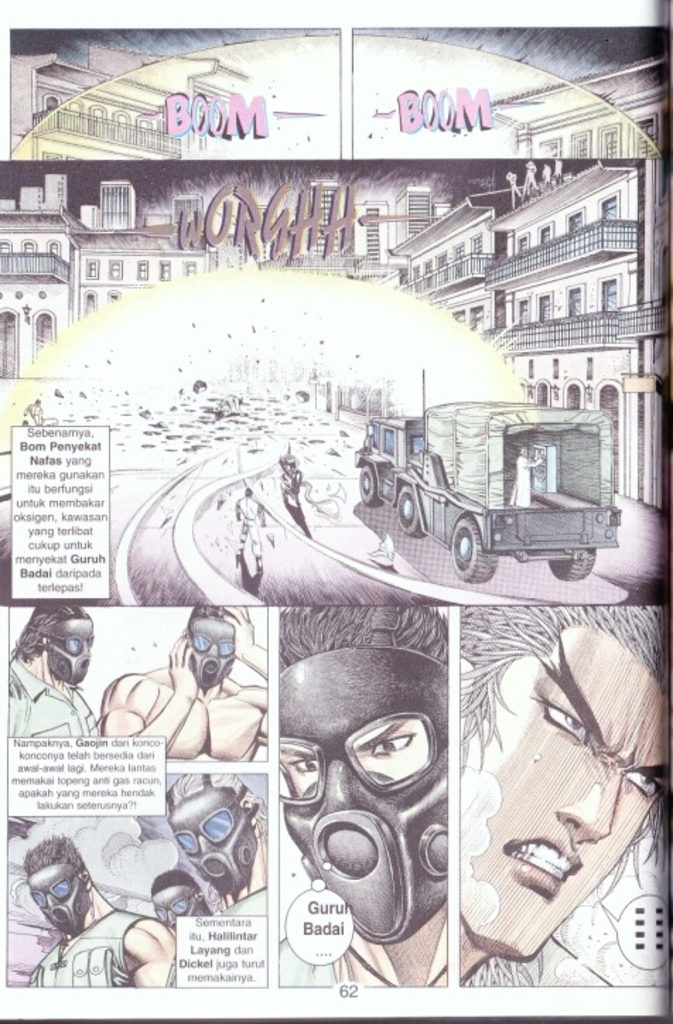 BOOM
BOOM
WORGHH
Sebenarnya,
Bom Penyekat
Nafas yang
mereka gunakan
itu berfungsi
untuk membakar
oksigen, kawasan
yang terlibat
cukup untuk
menyekat Guruh
Badai daripada
terlepas!
Nampaknya, Gaojin dan konco-
konconya telah bersedia dari
awal-awal lagi. Mereka lantas
memakai topeng anti gas racun,
apakah yang mereka hendak
lakukan seterusnya?!
Sementara
itu, Halilintar
Layang dan
Dickel juga turut
memakainya.
Guruh
Badai
....
62